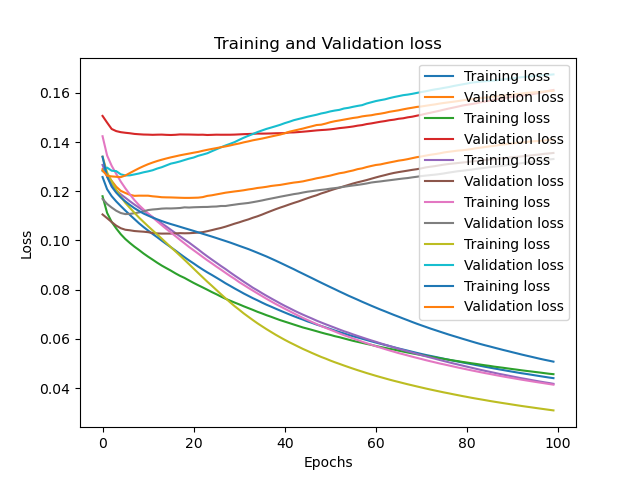 Training and Validation loss
Loss
0.16
0.14
0.12
0.10
0.08
0.06
0.04
Training loss
Validation loss
Training loss
Validation loss
Training loss
Validation loss
Training loss
Validation loss
Training loss
Validation loss
Training loss
Validation loss
0 20 40 60 80 100
Epochs